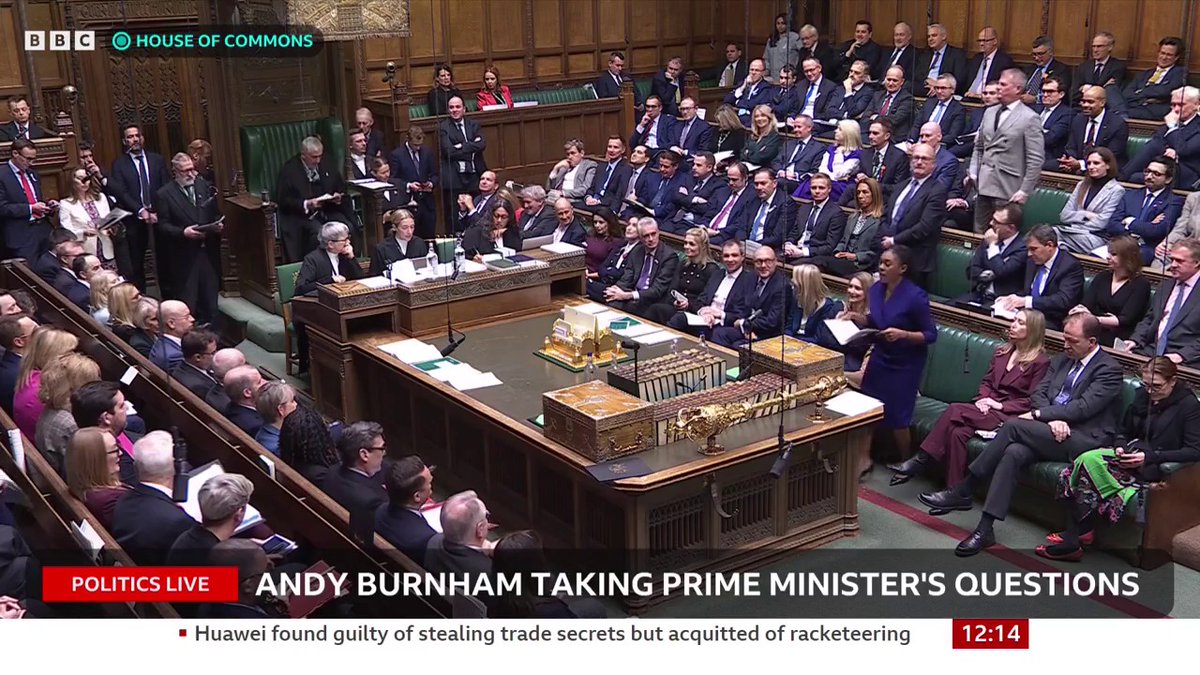 BBC HOUSE OF COMMONS
POLITICS LIVE
ANDY BURNHAM TAKING PRIME MINISTER'S QUESTIONS
Huawei found guilty of stealing trade secrets but acquitted of racketeering
12:14